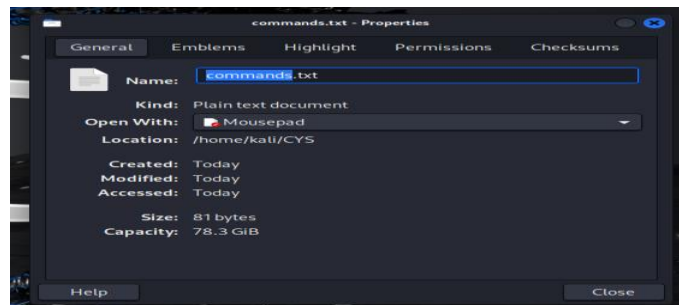 commands.txt - Properties
General Emblems Highlight Permissions Checksums
Name: commands.txt
Kind: Plain text document
Open With: Mousepad
Location: /home/kali/CYS
Created: Today
Modified: Today
Accessed: Today
Size: 81 bytes
Capacity: 78.3 GiB
Help Close